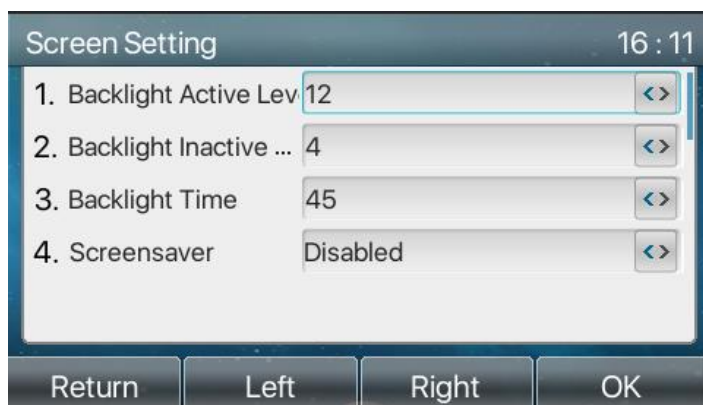 Screen Setting 16 : 11
1. Backlight Active Lev 12 <>
2. Backlight Inactive ... 4 <>
3. Backlight Time 45 <>
4. Screensaver Disabled <>
Return Left Right OK